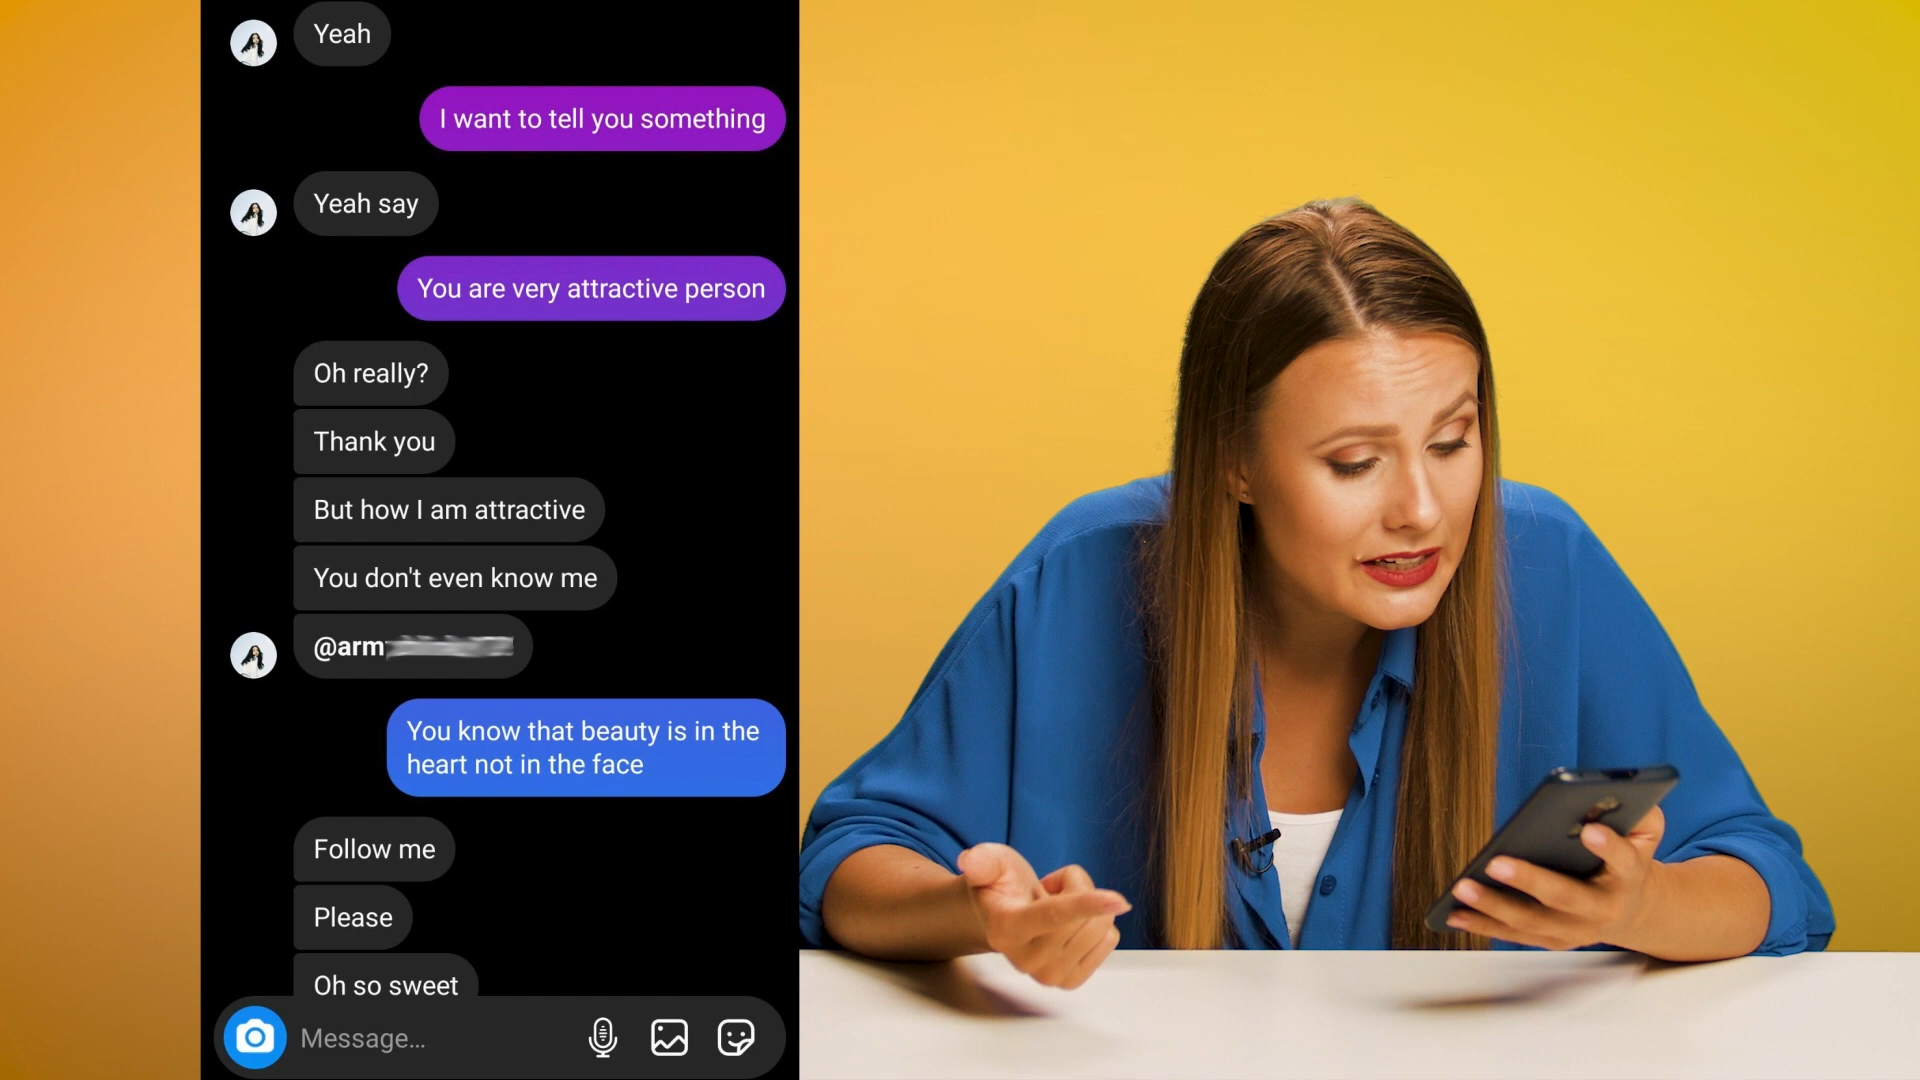 Yeah
I want to tell you something
Yeah say
You are very attractive person
Oh really?
Thank you
But how I am attractive
You don't even know me
@arm
You know that beauty is in the
heart not in the face
Follow me
Please
Oh so sweet
Message...